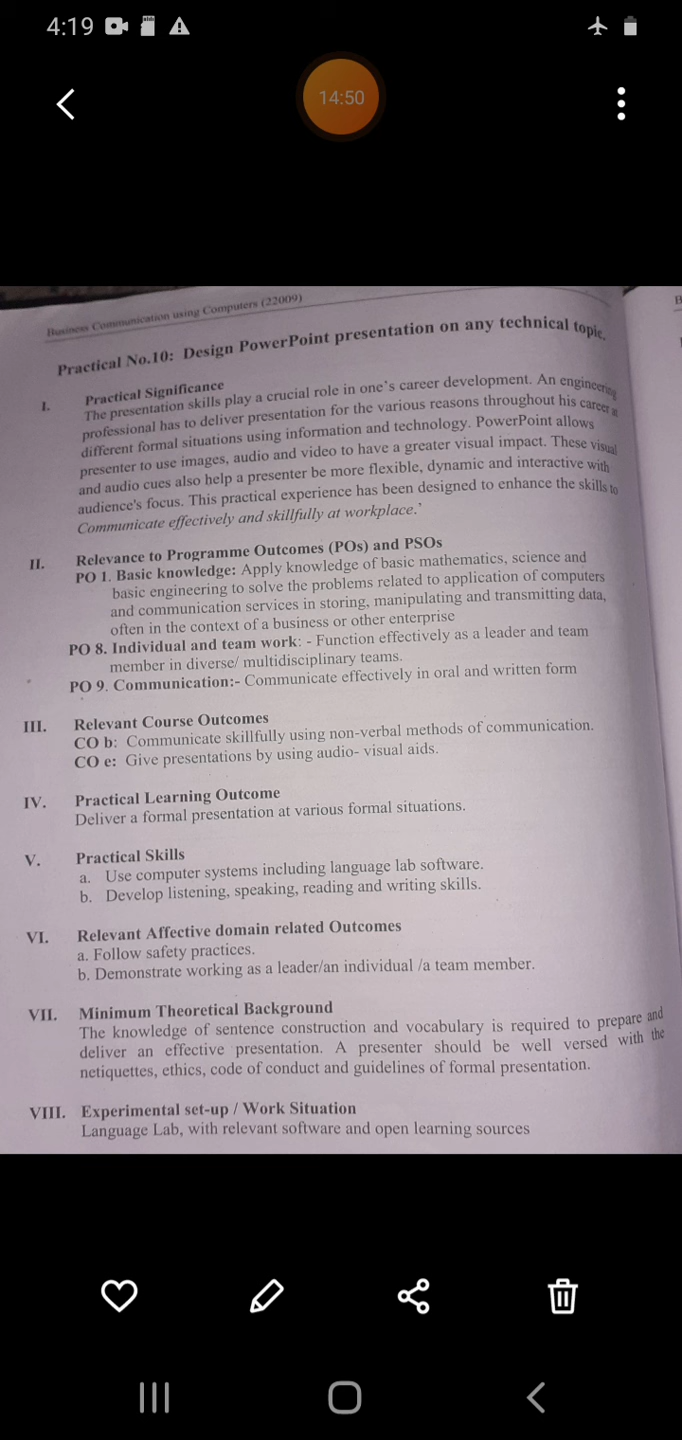 4:19
14:50
Business Communication using Computers (22009)
Practical No.10: Design PowerPoint presentation on any technical topic.
I. Practical Significance
The presentation skills play a crucial role in one's career development. An engineering
professional has to deliver presentation for the various reasons throughout his career at
different formal situations using information and technology. PowerPoint allows
presenter to use images, audio and video to have a greater visual impact. These visual
and audio cues also help a presenter be more flexible, dynamic and interactive with
audience's focus. This practical experience has been designed to enhance the skills to
Communicate effectively and skillfully at workplace.'
II. Relevance to Programme Outcomes (POs) and PSOs
PO 1. Basic knowledge: Apply knowledge of basic mathematics, science and
basic engineering to solve the problems related to application of computers
and communication services in storing, manipulating and transmitting data,
often in the context of a business or other enterprise
PO 8. Individual and team work: - Function effectively as a leader and team
member in diverse/ multidisciplinary teams.
PO 9. Communication:- Communicate effectively in oral and written form
III. Relevant Course Outcomes
CO b: Communicate skillfully using non-verbal methods of communication.
CO e: Give presentations by using audio- visual aids.
IV. Practical Learning Outcome
Deliver a formal presentation at various formal situations.
V. Practical Skills
a. Use computer systems including language lab software.
b. Develop listening, speaking, reading and writing skills.
VI. Relevant Affective domain related Outcomes
a. Follow safety practices.
b. Demonstrate working as a leader/an individual /a team member.
VII. Minimum Theoretical Background
The knowledge of sentence construction and vocabulary is required to prepare and
deliver an effective presentation. A presenter should be well versed with the
netiquettes, ethics, code of conduct and guidelines of formal presentation.
VIII. Experimental set-up / Work Situation
Language Lab, with relevant software and open learning sources